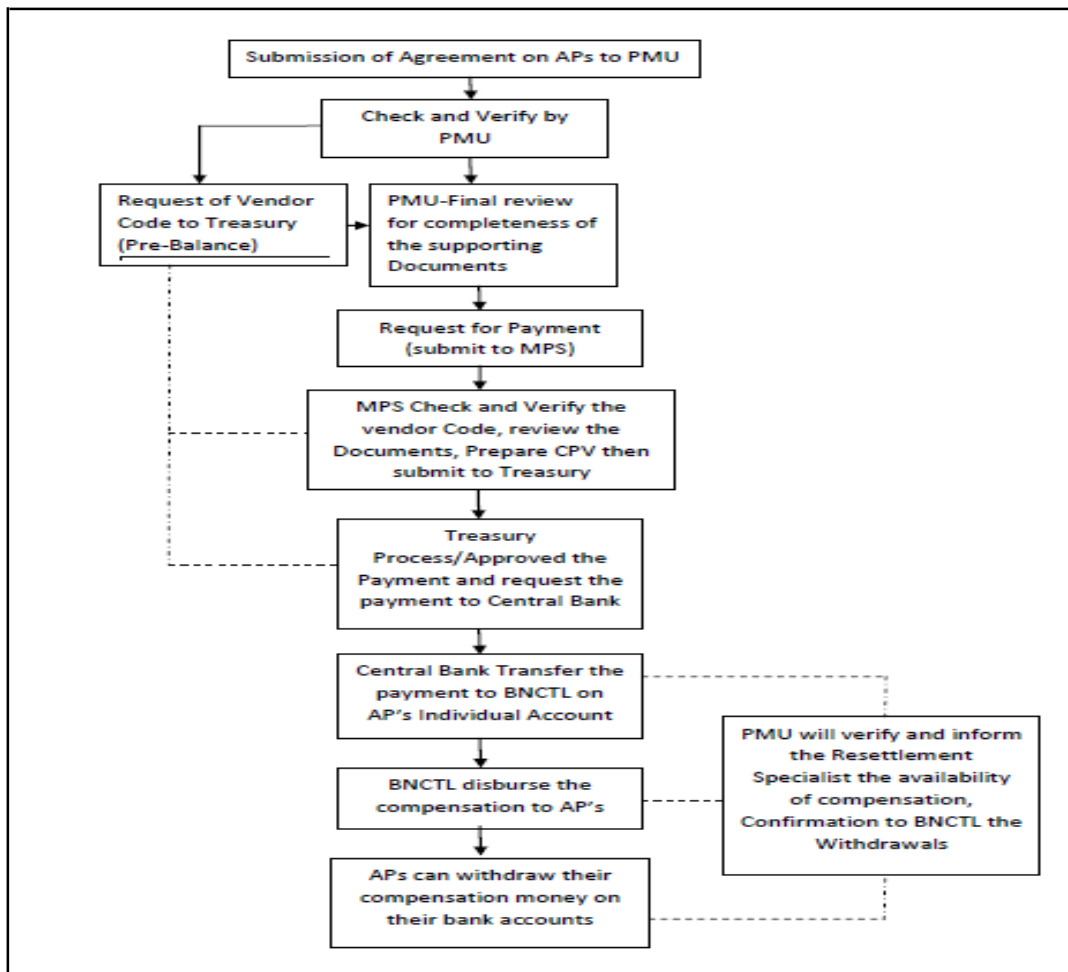 Submission of Agreement on APs to PMU
Check and Verify by
PMU
Request of Vendor
Code to Treasury
(Pre-Balance)
PMU-Final review
for completeness of
the supporting
Documents
Request for Payment
(submit to MPS)
MPS Check and Verify the
vendor Code, review the
Documents, Prepare CPV then
submit to Treasury
Treasury
Process/Approved the
Payment and request the
payment to Central Bank
Central Bank Transfer the
payment to BNCTL on
AP's Individual Account
PMU will verify and inform
the Resettlement
Specialist the availability
of compensation,
Confirmation to BNCTL the
Withdrawals
BNCTL disburse the
compensation to AP's
APs can withdraw their
compensation money on
their bank accounts